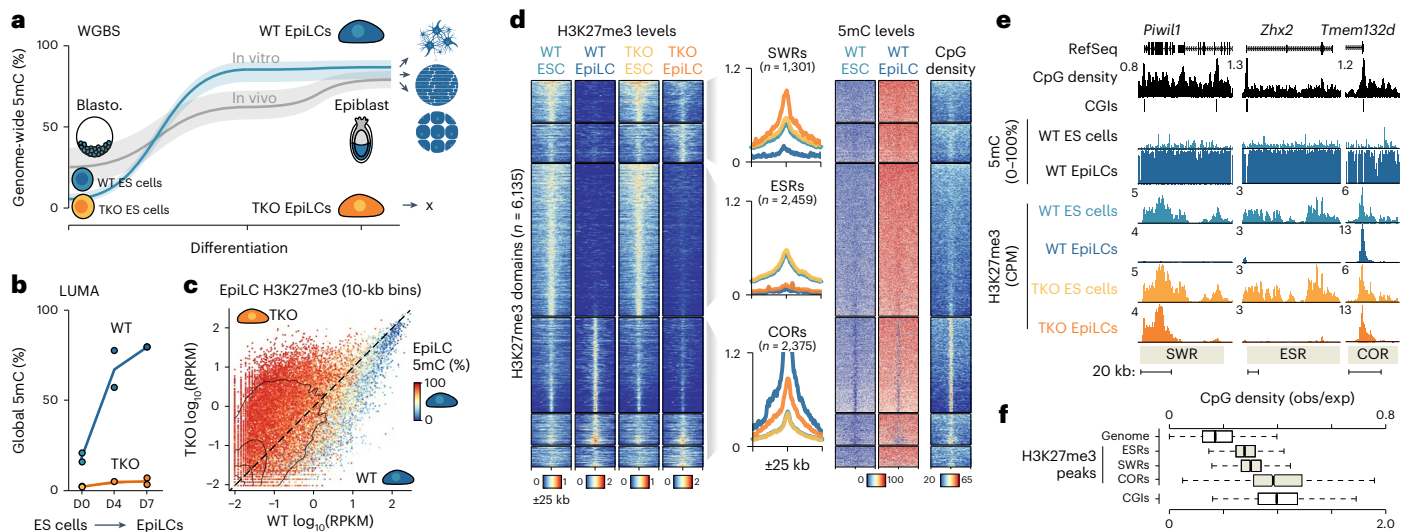 a
WGBS
100
50
0
Genome-wide 5mC (%)
WT EpiLCs
In vitro
In vivo
Blasto.
Epiblast
WT ES cells
TKO ES cells
TKO EpiLCs
x
Differentiation
b
LUMA
100
50
0
Global 5mC (%)
WT
TKO
D0 D4 D7
ES cells EpiLCs
c
EpiLC H3K27me3 (10-kb bins)
TKO
2
1
0
−1
−2
TKO log10(RPKM)
EpiLC
5mC (%)
100
0
WT
−2 −1 0 1 2
WT log10(RPKM)
d
H3K27me3 levels
WT ESC
WT EpiLC
TKO ESC
TKO EpiLC
H3K27me3 domains (n = 6,135)
0 1
0 2
0 1
0 2
±25 kb
SWRs
(n = 1,301)
1.2
0
ESRs
(n = 2,459)
1.2
0
CORs
(n = 2,375)
1.2
0
±25 kb
5mC levels
WT ESC
WT EpiLC
CpG density
0 100
20 65
e
Piwil1 Zhx2 Tmem132d
RefSeq
0.8 1.3 1.2
CpG density
CGIs
5mC
(0–100%)
WT ES cells
WT EpiLCs
H3K27me3
(CPM)
5 3 6
WT ES cells
4 3 13
WT EpiLCs
5 3 6
TKO ES cells
4 3 13
TKO EpiLCs
SWR ESR COR
20 kb:
f
CpG density (obs/exp)
0 0.8
Genome
H3K27me3
peaks
ESRs
SWRs
CORs
CGIs
0 2.0